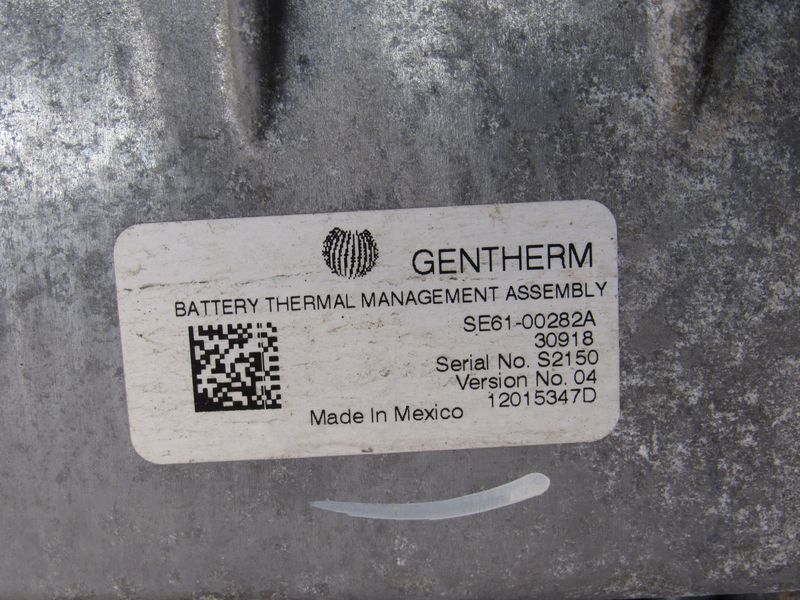 GENTHERM
BATTERY THERMAL MANAGEMENT ASSEMBLY
SE61-00282A
30918
Serial No. S2150
Version No. 04
12015347D
Made In Mexico